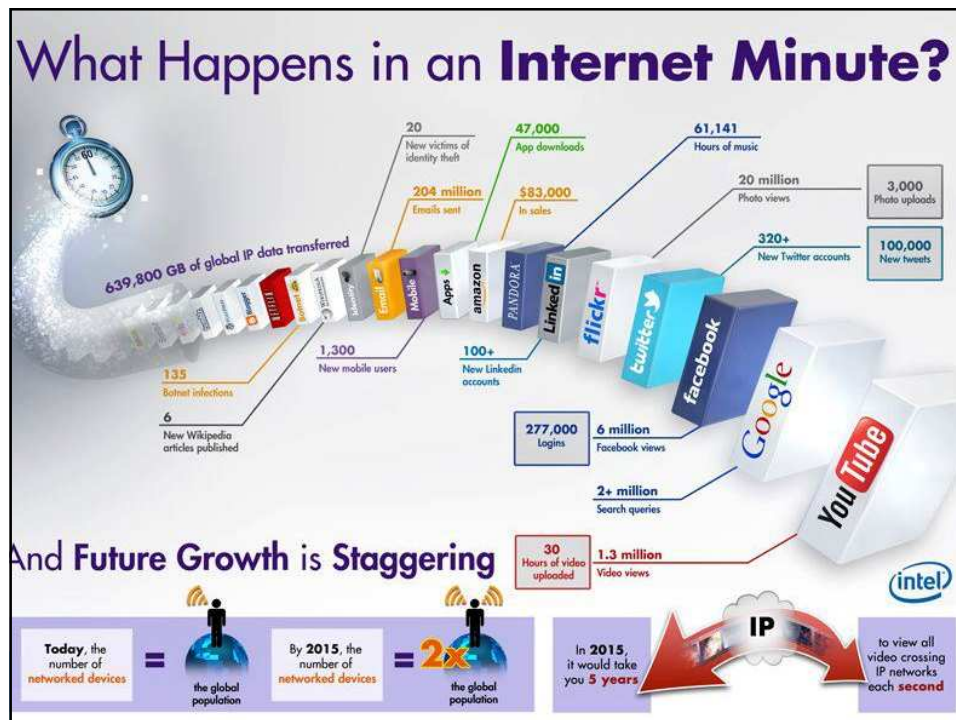 What Happens in an Internet Minute?
60
20
New victims of
identity theft
47,000
App downloads
61,141
Hours of music
204 million
Emails sent
$83,000
In sales
20 million
Photo views
3,000
Photo uploads
320+
New Twitter accounts
100,000
New tweets
639,800 GB of global IP data transferred
Blogger
NETFLIX
Botnet
Wikipedia
Identity
Email
Mobile
Apps
amazon
PANDORA
Linked in
flickr
twitter
facebook
Google
YouTube
135
Botnet infections
6
New Wikipedia
articles published
1,300
New mobile users
100+
New Linkedin
accounts
277,000
Logins
6 million
Facebook views
2+ million
Search queries
30
Hours of video
uploaded
1.3 million
Video views
And Future Growth is Staggering
intel
Today, the
number of
networked devices
=
the global
population
By 2015, the
number of
networked devices
= 2x
the global
population
In 2015,
it would take
you 5 years
IP
to view all
video crossing
IP networks
each second